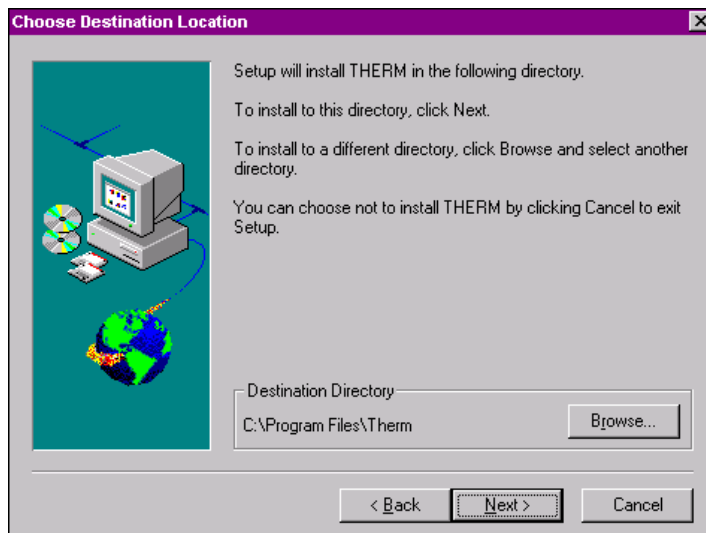 Choose Destination Location
Setup will install THERM in the following directory.
To install to this directory, click Next.
To install to a different directory, click Browse and select another
directory.
You can choose not to install THERM by clicking Cancel to exit
Setup.
Destination Directory
C:\Program Files\Therm
Browse...
< Back
Next >
Cancel